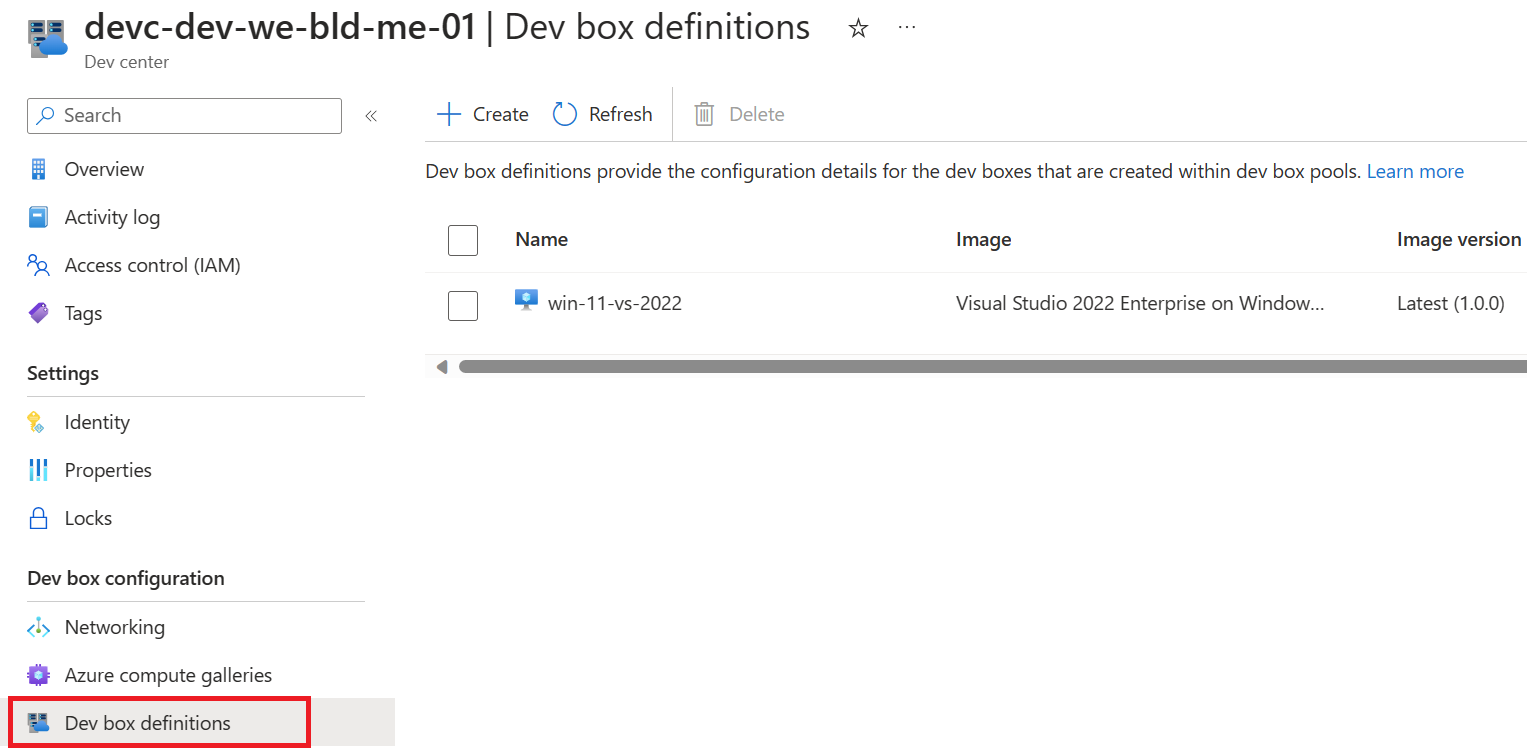 devc-dev-we-bld-me-01 | Dev box definitions
Dev center
Search
Overview
Activity log
Access control (IAM)
Tags
Settings
Identity
Properties
Locks
Dev box configuration
Networking
Azure compute galleries
Dev box definitions
Create Refresh Delete
Dev box definitions provide the configuration details for the dev boxes that are created within dev box pools. Learn more
Name Image Image version
win-11-vs-2022 Visual Studio 2022 Enterprise on Window... Latest (1.0.0)